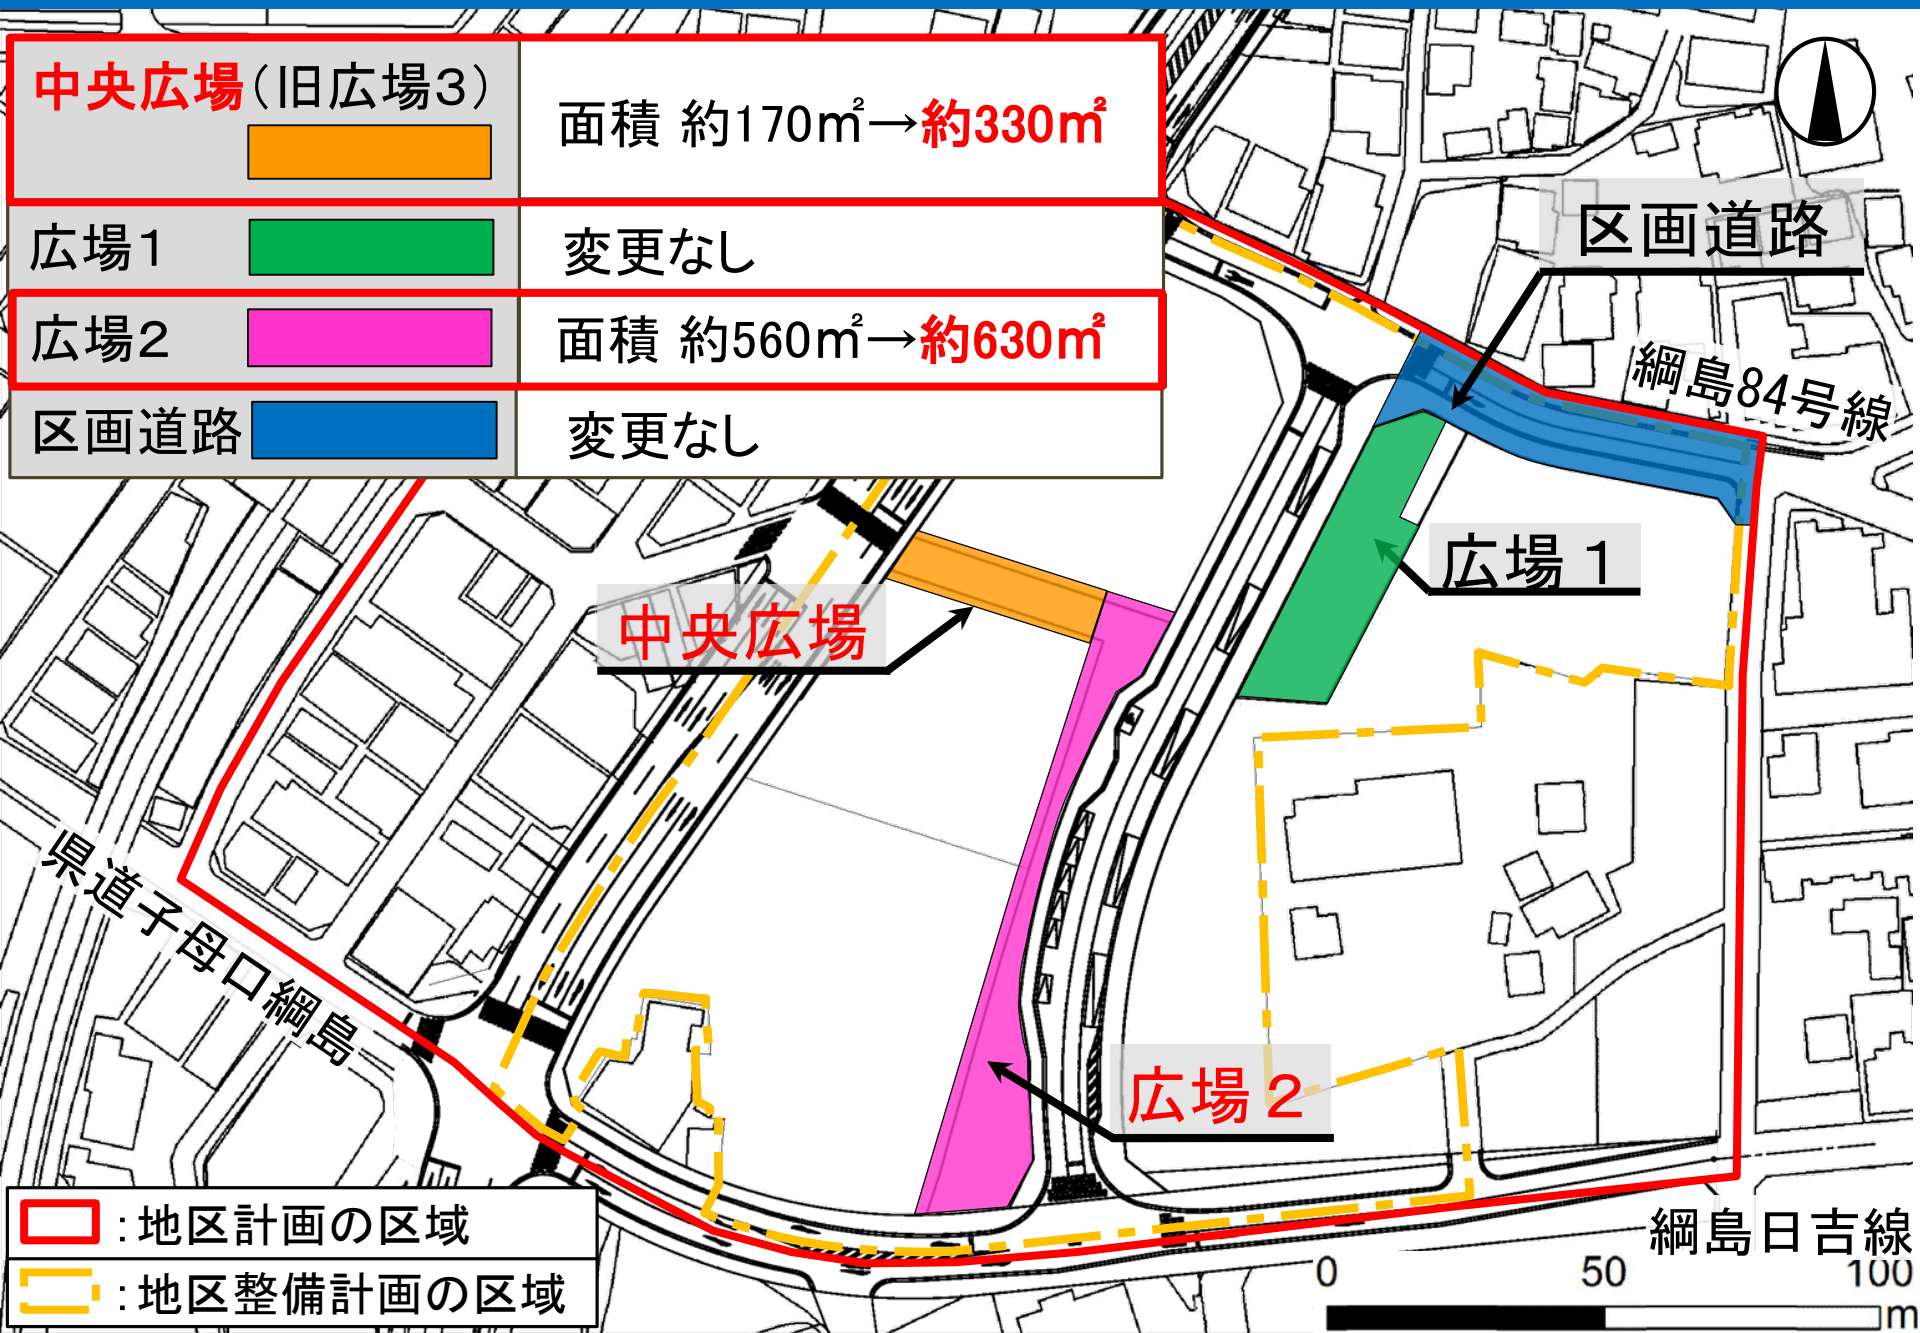 中央広場(旧広場3)
面積 約170㎡→約330㎡
広場1
変更なし
広場2
面積 約560㎡→約630㎡
区画道路
変更なし
区画道路
綱島84号線
広場1
中央広場
県道子母口綱島
広場2
綱島日吉線
:地区計画の区域
:地区整備計画の区域
0 50 100
m